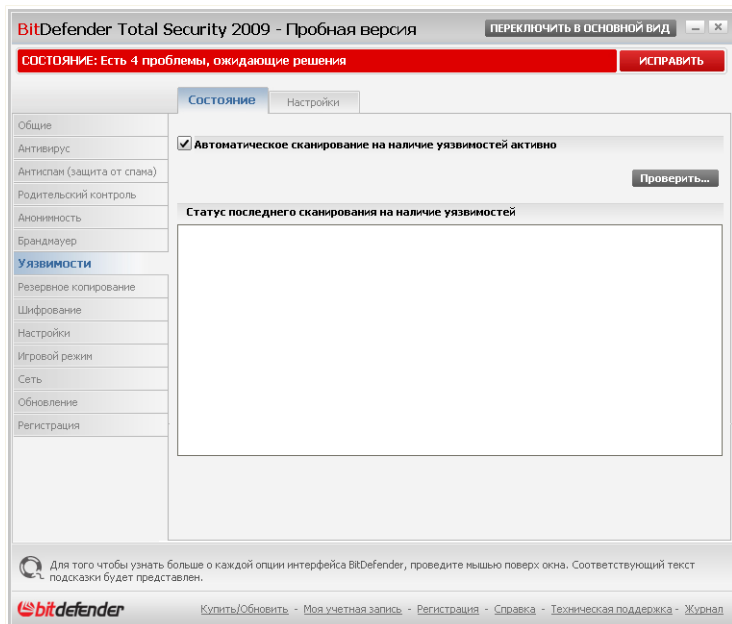 BitDefender Total Security 2009 - Пробная версия
ПЕРЕКЛЮЧИТЬ В ОСНОВНОЙ ВИД
СОСТОЯНИЕ: Есть 4 проблемы, ожидающие решения
ИСПРАВИТЬ
Состояние
Настройки
Общие
Антивирус
Антиспам (защита от спама)
Родительский контроль
Анонимность
Брандмауер
Уязвимости
Резервное копирование
Шифрование
Настройки
Игровой режим
Сеть
Обновление
Регистрация
Автоматическое сканирование на наличие уязвимостей активно
Проверить...
Статус последнего сканирования на наличие уязвимостей
Для того чтобы узнать больше о каждой опции интерфейса BitDefender, проведите мышью поверх окна. Соответствующий текст
подсказки будет представлен.
bitdefender
Купить/Обновить - Моя учетная запись - Регистрация - Справка - Техническая поддержка - Журнал